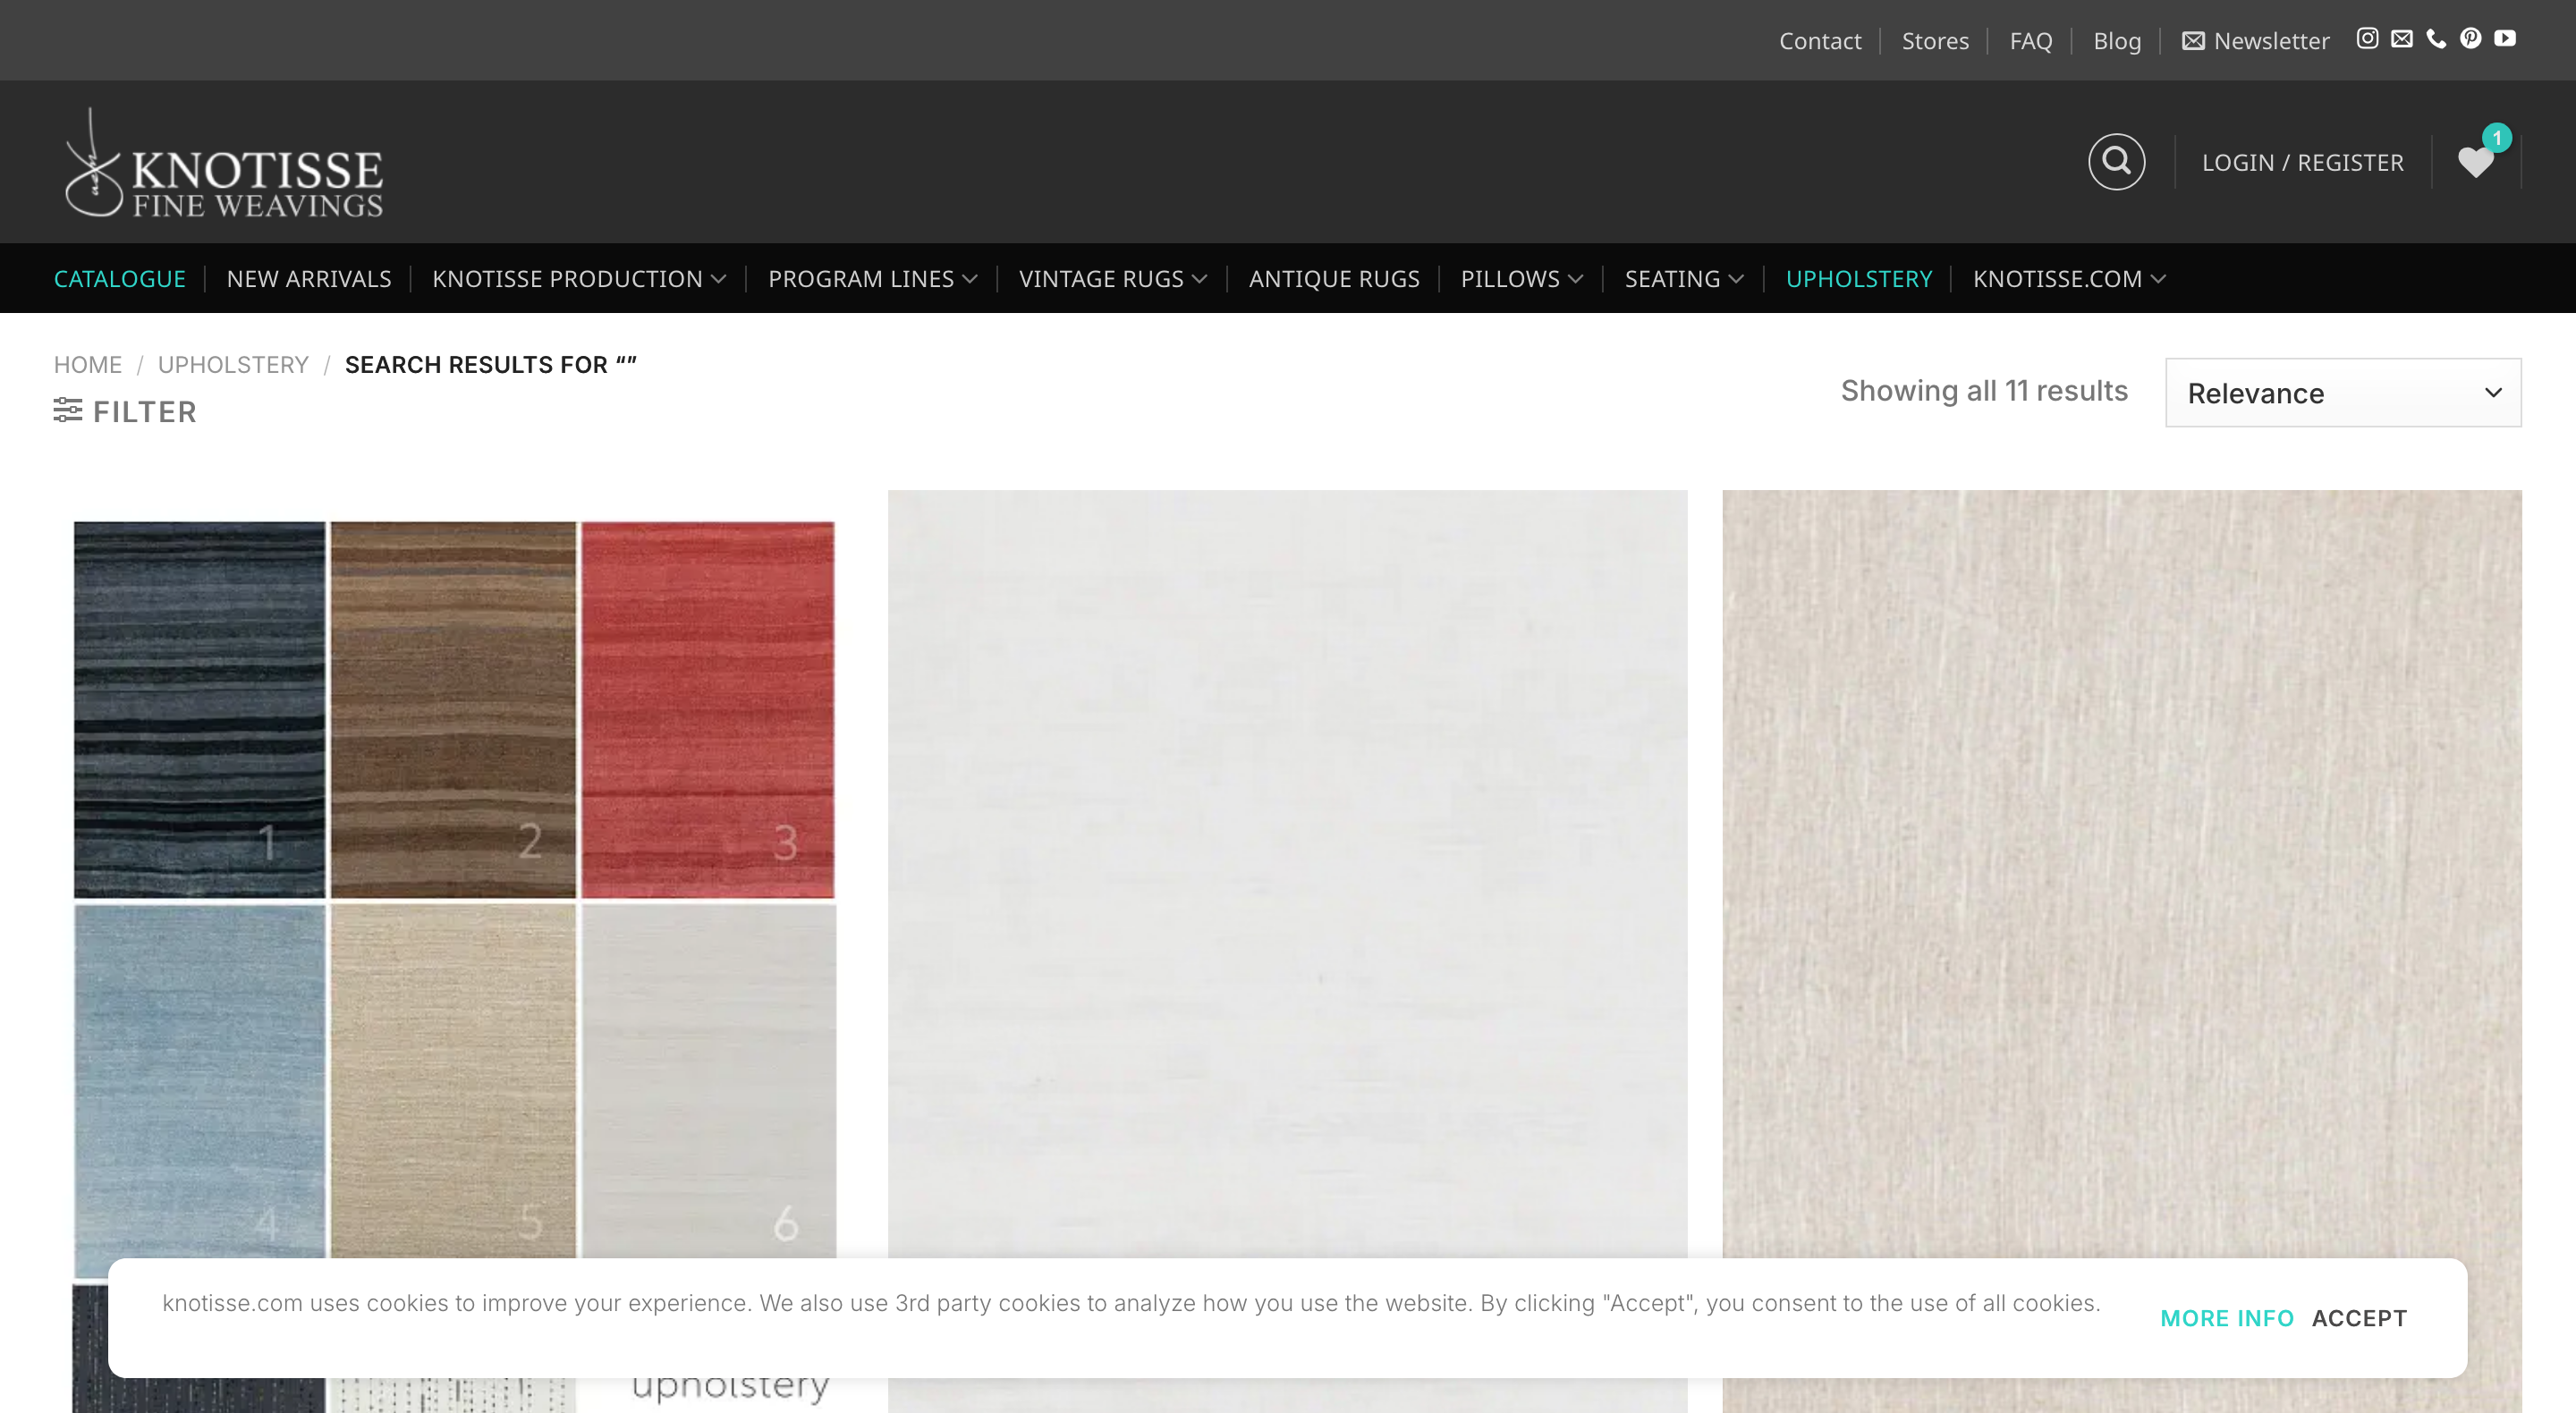 Contact
Stores
FAQ
Blog
Newsletter
KNOTISSE
FINE WEAVINGS
LOGIN / REGISTER
1
CATALOGUE
NEW ARRIVALS
KNOTISSE PRODUCTION
PROGRAM LINES
VINTAGE RUGS
ANTIQUE RUGS
PILLOWS
SEATING
UPHOLSTERY
KNOTISSE.COM
HOME / UPHOLSTERY / SEARCH RESULTS FOR “”
FILTER
Showing all 11 results
Relevance
1
2
3
4
5
6
knotisse.com uses cookies to improve your experience. We also use 3rd party cookies to analyze how you use the website. By clicking "Accept", you consent to the use of all cookies.
MORE INFO
ACCEPT
upholstery